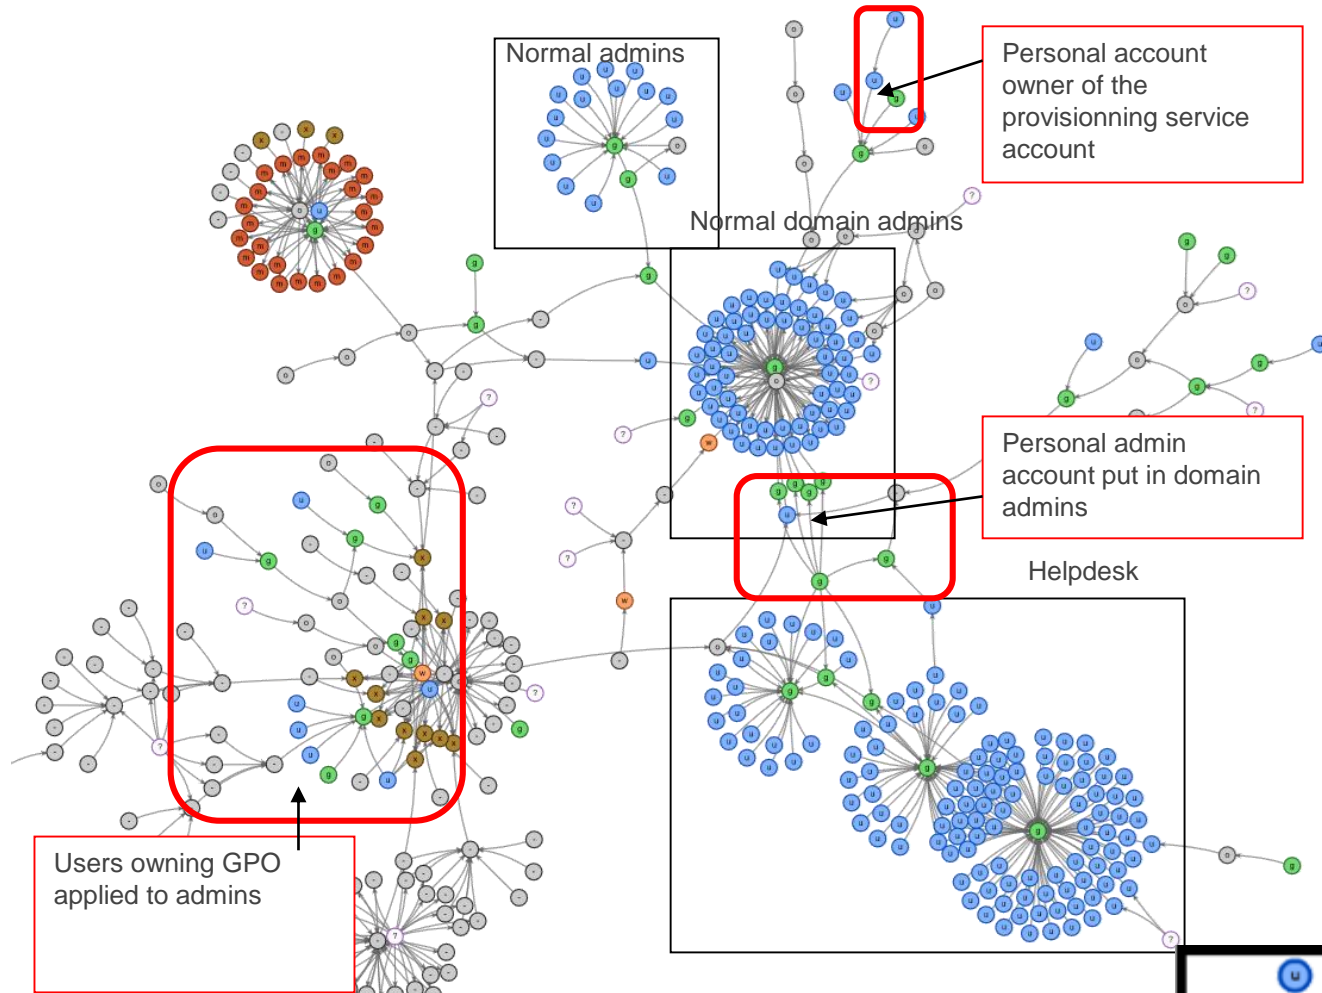 Normal admins
Personal account
owner of the
provisionning service
account
Normal domain admins
Personal admin
account put in domain
admins
Helpdesk
Users owning GPO
applied to admins